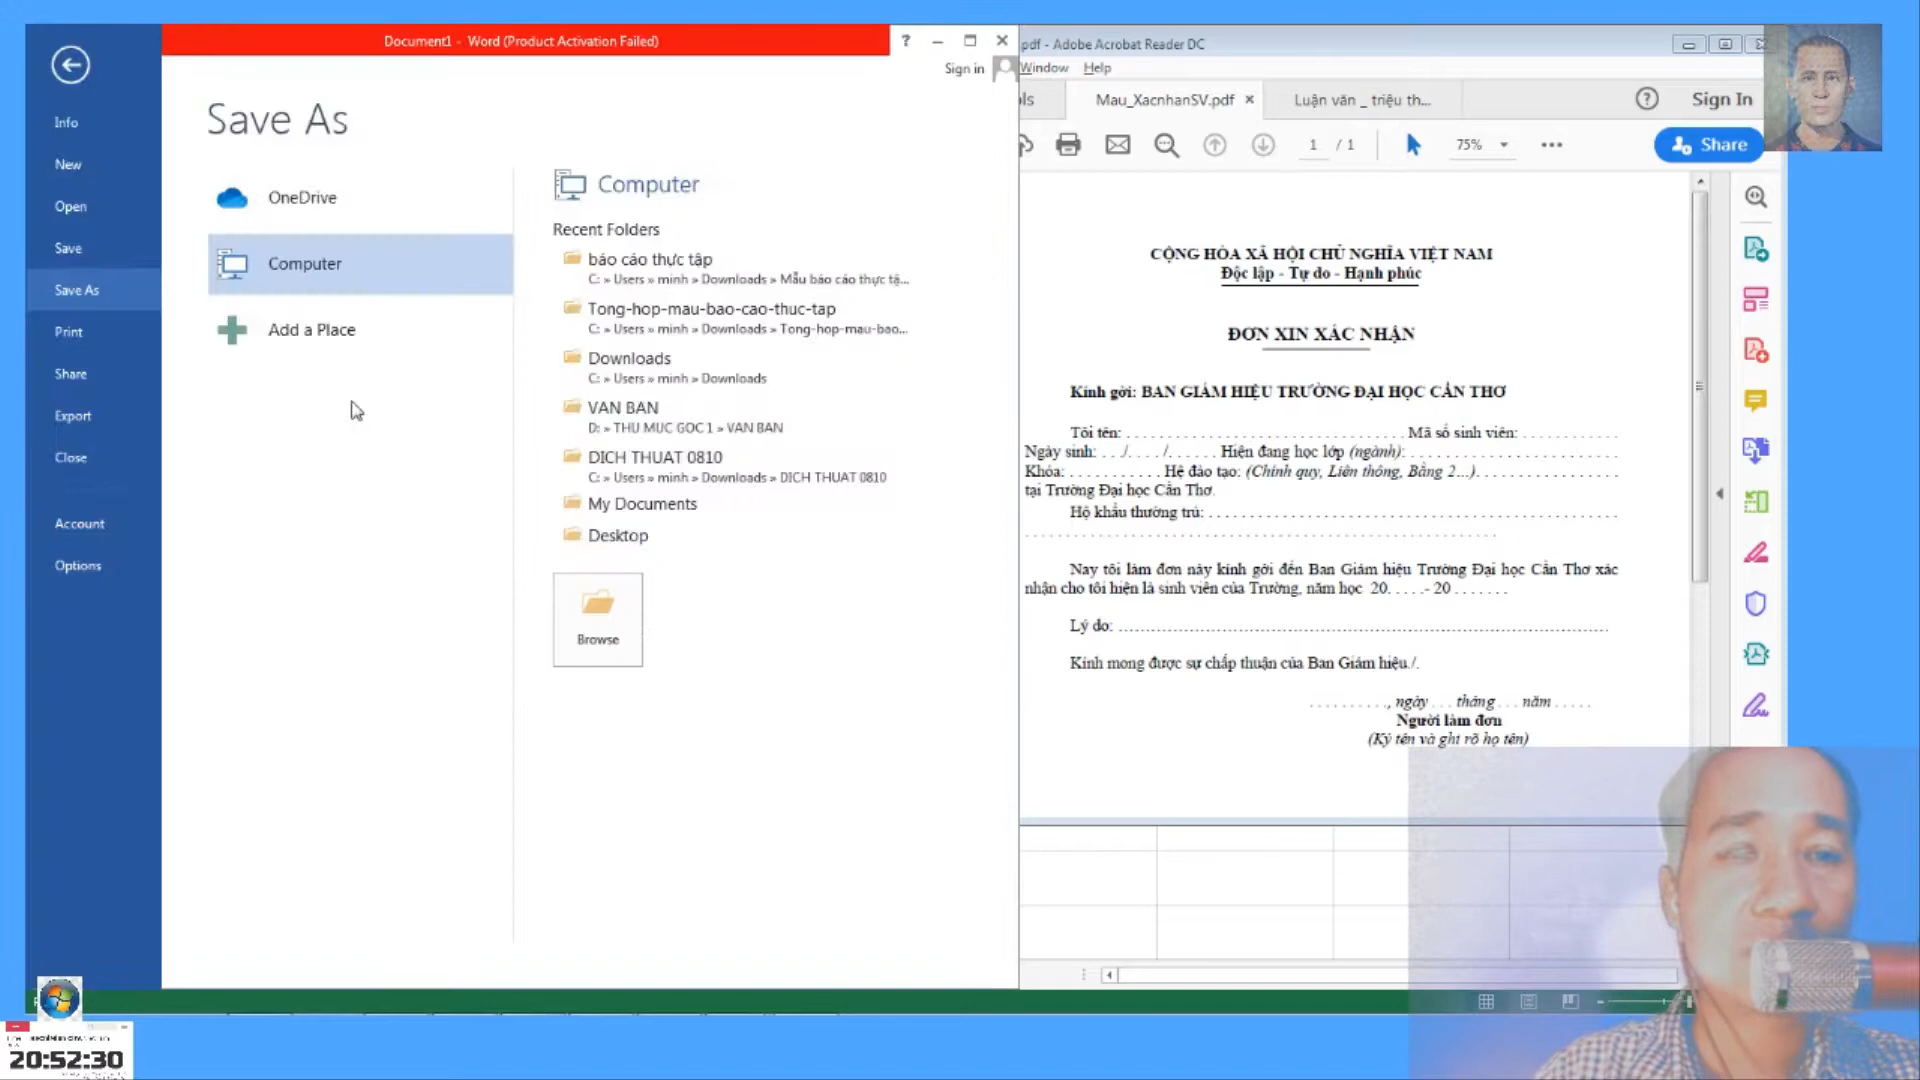 Document1 - Word (Product Activation Failed)
?
Sign in
Info
New
Open
Save
Save As
Print
Share
Export
Close
Account
Options
Save As
OneDrive
Computer
Add a Place
Computer
Recent Folders
báo cáo thực tập
C: » Users » minh » Downloads » Mẫu báo cáo thực tậ...
Tong-hop-mau-bao-cao-thuc-tap
C: » Users » minh » Downloads » Tong-hop-mau-bao...
Downloads
C: » Users » minh » Downloads
VAN BAN
D: » THU MUC GOC 1 » VAN BAN
DICH THUAT 0810
C: » Users » minh » Downloads » DICH THUAT 0810
My Documents
Desktop
Browse
pdf - Adobe Acrobat Reader DC
Window Help
ls
Mau_XacnhanSV.pdf
Luận văn _ triệu th...
Sign In
1 / 1
75%
Share
CỘNG HÒA XÃ HỘI CHỦ NGHĨA VIỆT NAM
Độc lập - Tự do - Hạnh phúc
ĐƠN XIN XÁC NHẬN
Kính gởi: BAN GIÁM HIỆU TRƯỜNG ĐẠI HỌC CẦN THƠ
Tôi tên: . . . . . . . . . . Mã số sinh viên: . . . . . . . . . .
Ngày sinh: . . ./. . . . /. . . . . . Hiện đang học lớp (ngành): . . . . . . . . . .
Khóa: . . . . . . . . . . Hệ đào tạo: (Chính quy, Liên thông, Bằng 2...). . . . . . . . . .
tại Trường Đại học Cần Thơ.
Hộ khẩu thường trú: . . . . . . . . . .
Nay tôi làm đơn này kính gởi đến Ban Giám hiệu Trường Đại học Cần Thơ xác
nhận cho tôi hiện là sinh viên của Trường, năm học 20. . . . .- 20 . . . . . . .
Lý do: ..........
Kính mong được sự chấp thuận của Ban Giám hiệu./.
. . . . . . . . . ., ngày . . . tháng . . . năm . . . . .
Người làm đơn
(Ký tên và ghi rõ họ tên)
20:52:30